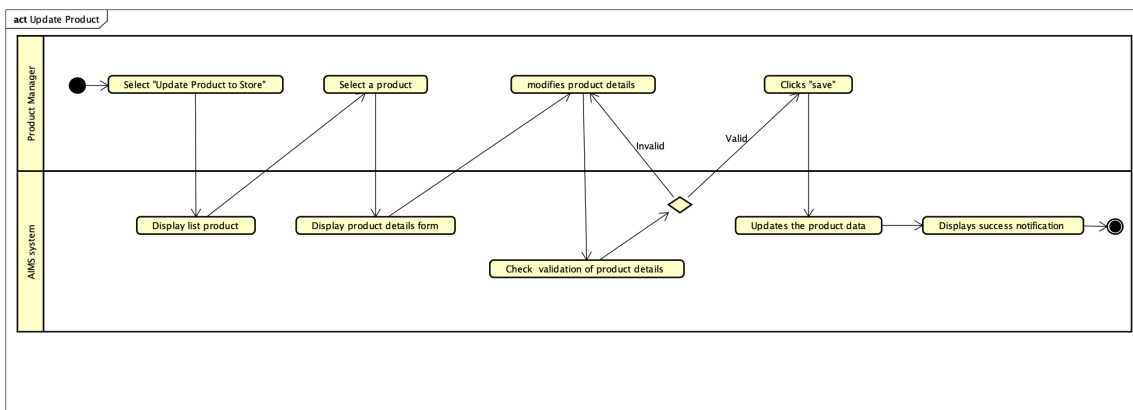 act Update Product
Product Manager
Select "Update Product to Store"
Select a product
modifies product details
Clicks "save"
Invalid
Valid
AIMS system
Display list product
Display product details form
Updates the product data
Displays success notification
Check validation of product details